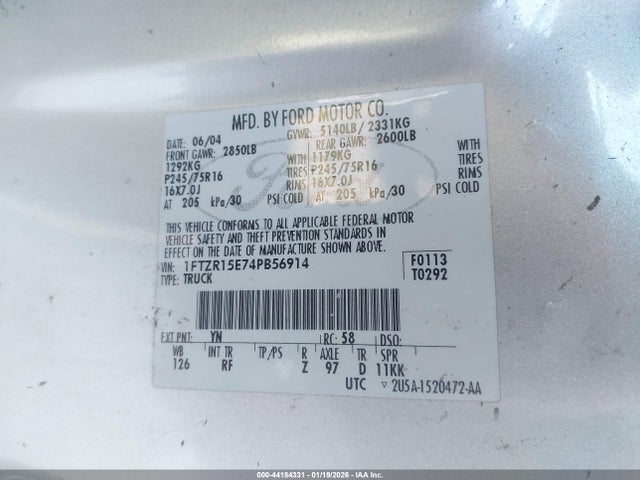 MFD. BY FORD MOTOR CO.
DATE: 06/04 GVWR: 5140LB/ 2331KG
FRONT GAWR: 2850LB REAR GAWR: 2600LB
1292KG WITH 1179KG WITH
P245/75R16 TIRES P245/75R16 TIRES
16X7.0J RIMS 16X7.0J RIMS
AT 205 kPa/30 PSI COLD AT 205 kPa/30 PSI COLD
THIS VEHICLE CONFORMS TO ALL APPLICABLE FEDERAL MOTOR
VEHICLE SAFETY AND THEFT PREVENTION STANDARDS IN
EFFECT ON THE DATE OF MANUFACTURE SHOWN ABOVE.
VIN: 1FTZR15E74PB56914 F0113
TYPE: TRUCK T0292
EXT PNT: YN RC: 58 DSO:
WB INT TR TP/PS R AXLE TR SPR
126 RF Z 97 D 11KK
UTC ▽ 2U5A-1520472-AA
000-44184331 - 01/19/2026 - IAA Inc.